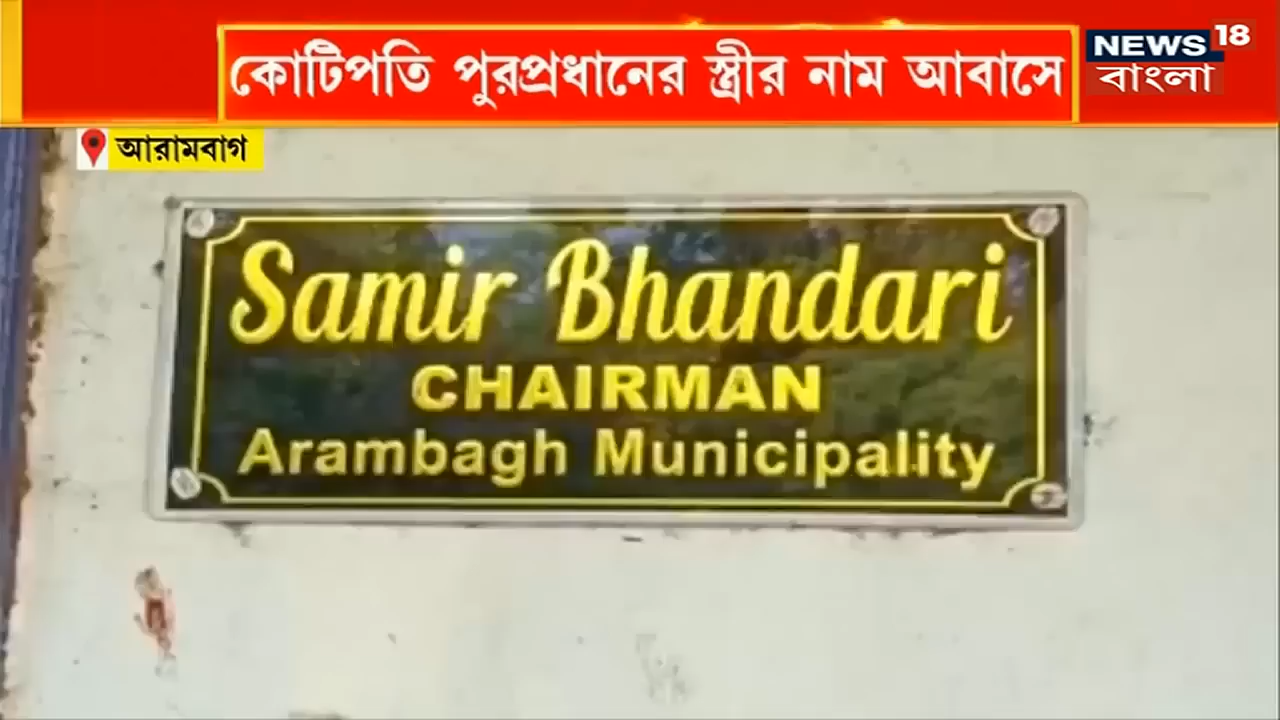 কোটিপতি পুরপ্রধানের স্ত্রীর নাম আবাসে
NEWS 18
বাংলা
আরামবাগ
Samir Bhandari
CHAIRMAN
Arambagh Municipality